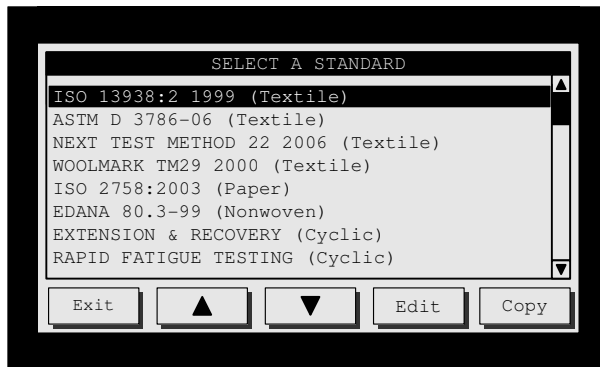 SELECT A STANDARD
ISO 13938:2 1999 (Textile)
ASTM D 3786-06 (Textile)
NEXT TEST METHOD 22 2006 (Textile)
WOOLMARK TM29 2000 (Textile)
ISO 2758:2003 (Paper)
EDANA 80.3-99 (Nonwoven)
EXTENSION & RECOVERY (Cyclic)
RAPID FATIGUE TESTING (Cyclic)
Exit ▲ ▼ Edit Copy